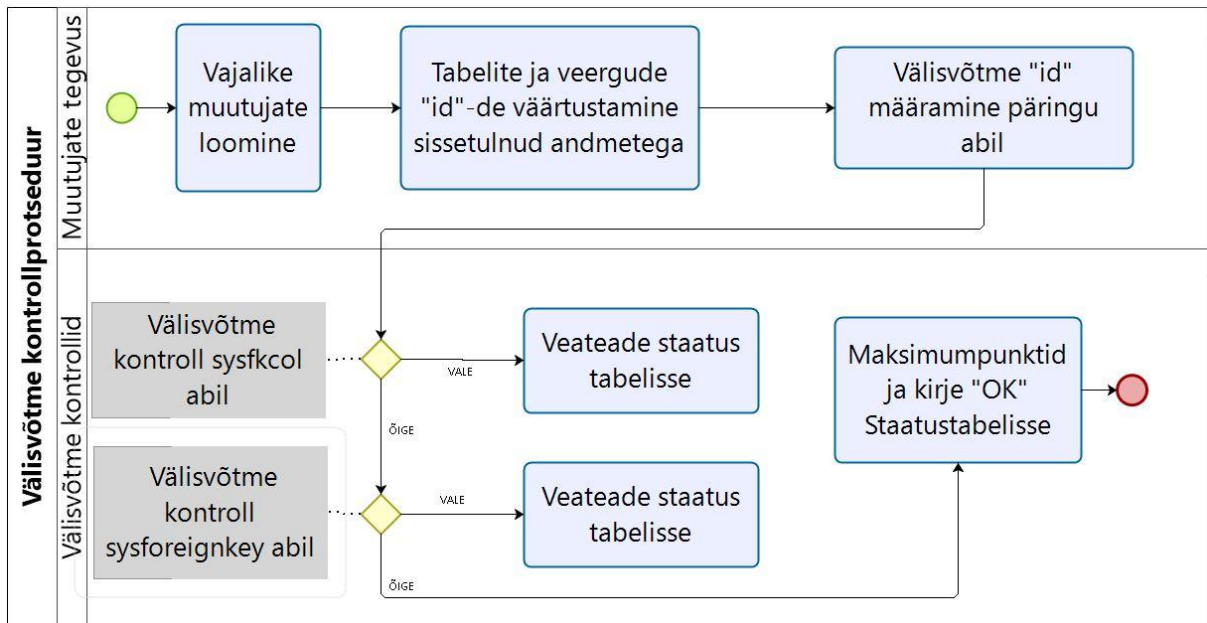 Välisvõtme kontrollprotseduur
Muutujate tegevus
Vajalike
muutujate
loomine
Tabelite ja veergude
"id"-de väärtustamine
sissetulnud andmetega
Välisvõtme "id"
määramine päringu
abil
Välisvõtme kontrollid
Välisvõtme
kontroll sysfkcol
abil
VALE
Veateade staatus
tabelisse
ÕIGE
Välisvõtme
kontroll
sysforeignkey abil
VALE
Veateade staatus
tabelisse
ÕIGE
Maksimumpunktid
ja kirje "OK"
Staatustabelisse